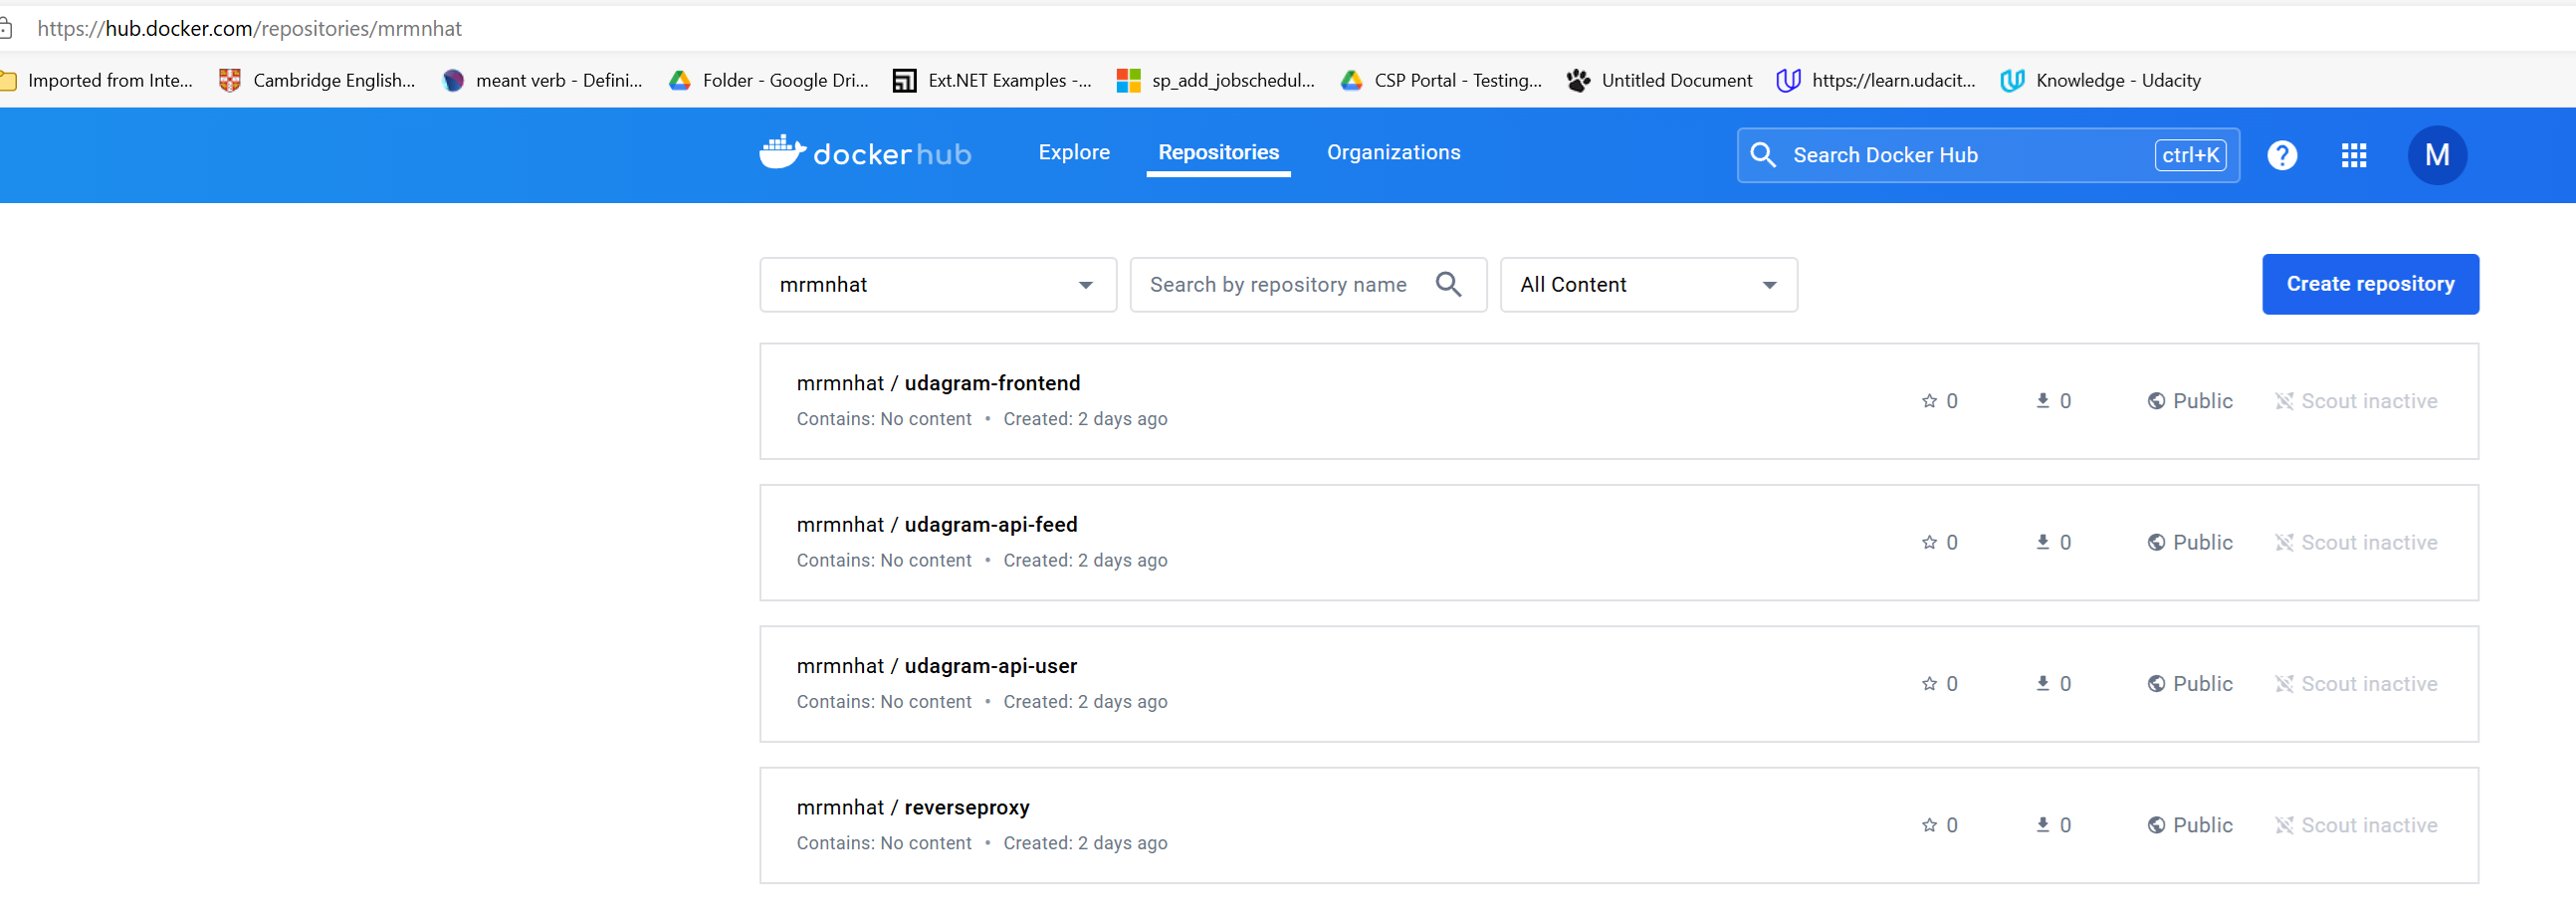 https://hub.docker.com/repositories/mrmnhat
Imported from Inte... Cambridge English... meant verb - Defini... Folder - Google Dri... Ext.NET Examples -... sp_add_jobschedul... CSP Portal - Testing... Untitled Document https://learn.udacit... Knowledge - Udacity
dockerhub Explore Repositories Organizations Search Docker Hub ctrl+K ? M
mrmnhat Search by repository name All Content Create repository
mrmnhat / udagram-frontend
Contains: No content • Created: 2 days ago
0 0 Public Scout inactive
mrmnhat / udagram-api-feed
Contains: No content • Created: 2 days ago
0 0 Public Scout inactive
mrmnhat / udagram-api-user
Contains: No content • Created: 2 days ago
0 0 Public Scout inactive
mrmnhat / reverseproxy
Contains: No content • Created: 2 days ago
0 0 Public Scout inactive